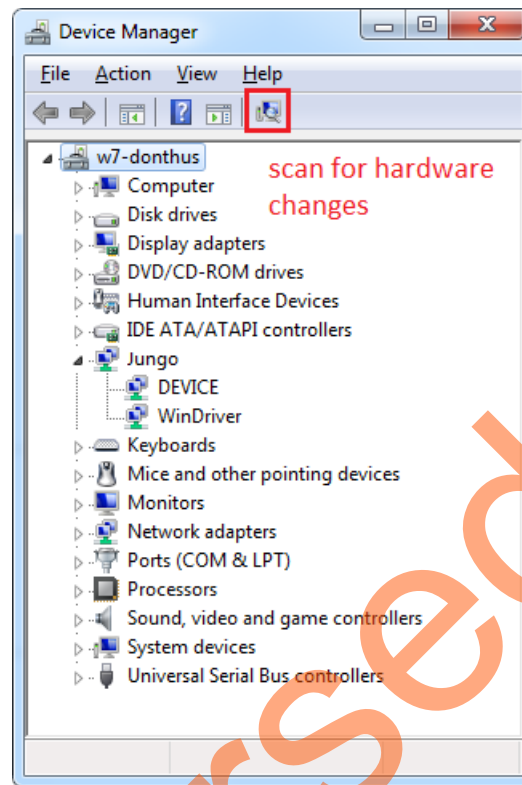 Device Manager
File Action View Help
w7-donthus
scan for hardware
changes
Computer
Disk drives
Display adapters
DVD/CD-ROM drives
Human Interface Devices
IDE ATA/ATAPI controllers
Jungo
DEVICE
WinDriver
Keyboards
Mice and other pointing devices
Monitors
Network adapters
Ports (COM & LPT)
Processors
Sound, video and game controllers
System devices
Universal Serial Bus controllers
rsed